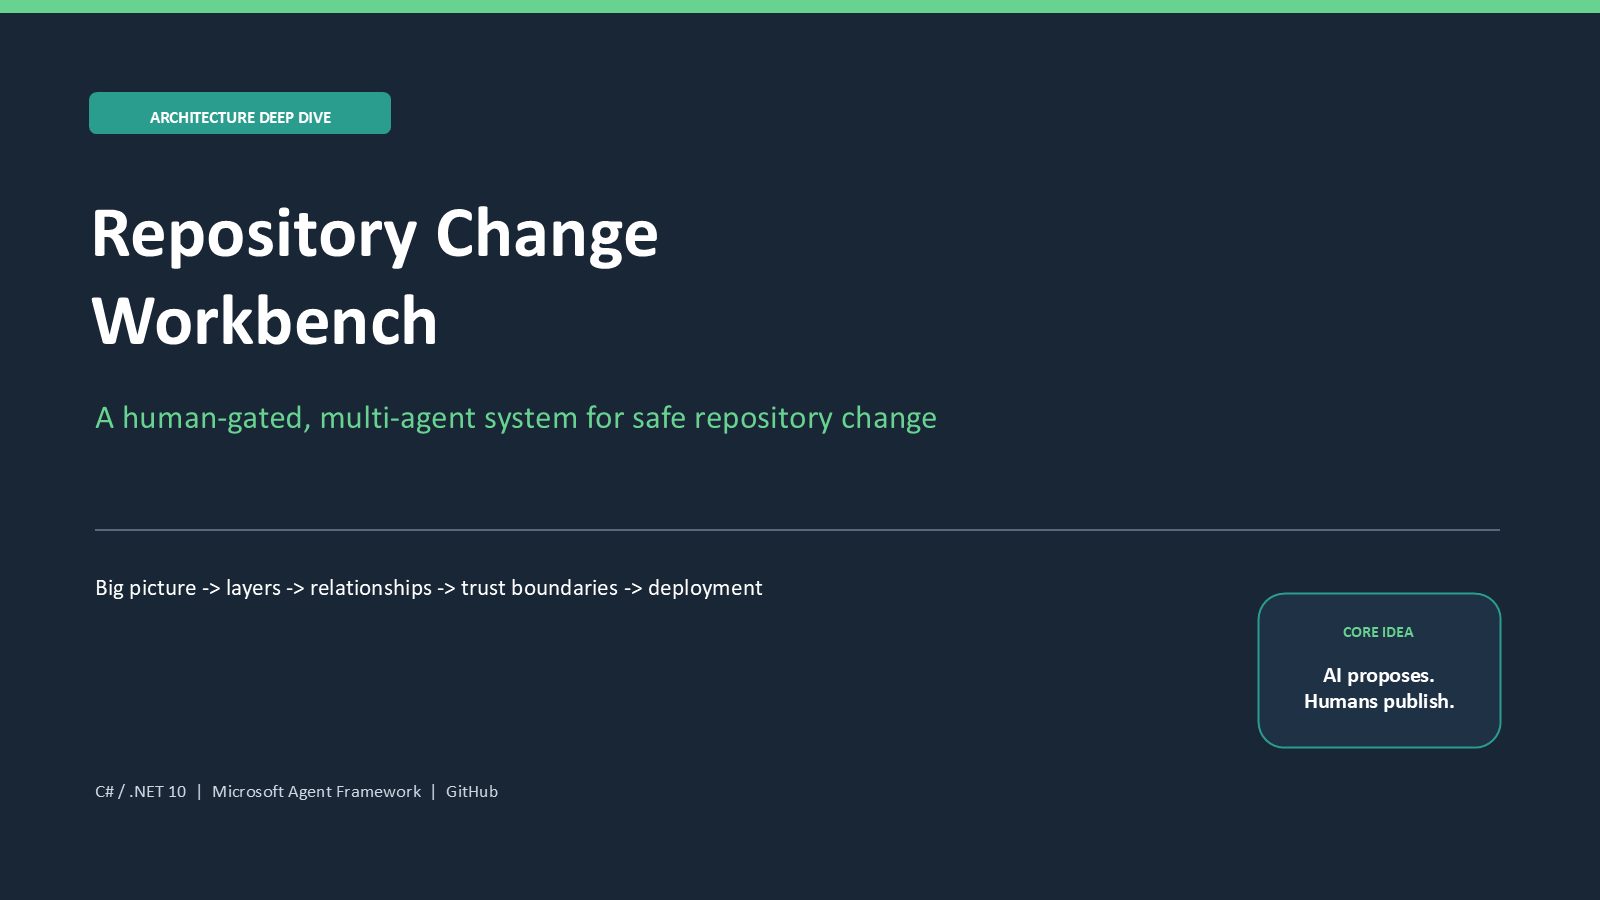 ARCHITECTURE DEEP DIVE
Repository Change
Workbench
A human-gated, multi-agent system for safe repository change
Big picture -> layers -> relationships -> trust boundaries -> deployment
CORE IDEA
AI proposes.
Humans publish.
C# / .NET 10 | Microsoft Agent Framework | GitHub